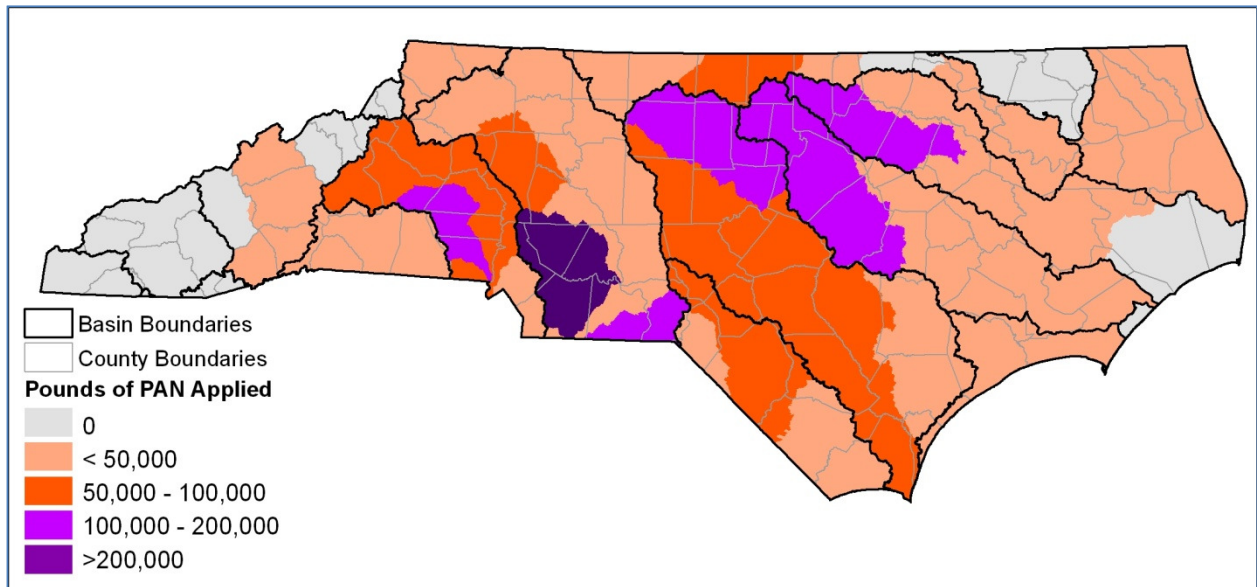 Basin Boundaries
County Boundaries
Pounds of PAN Applied
0
< 50,000
50,000 - 100,000
100,000 - 200,000
>200,000